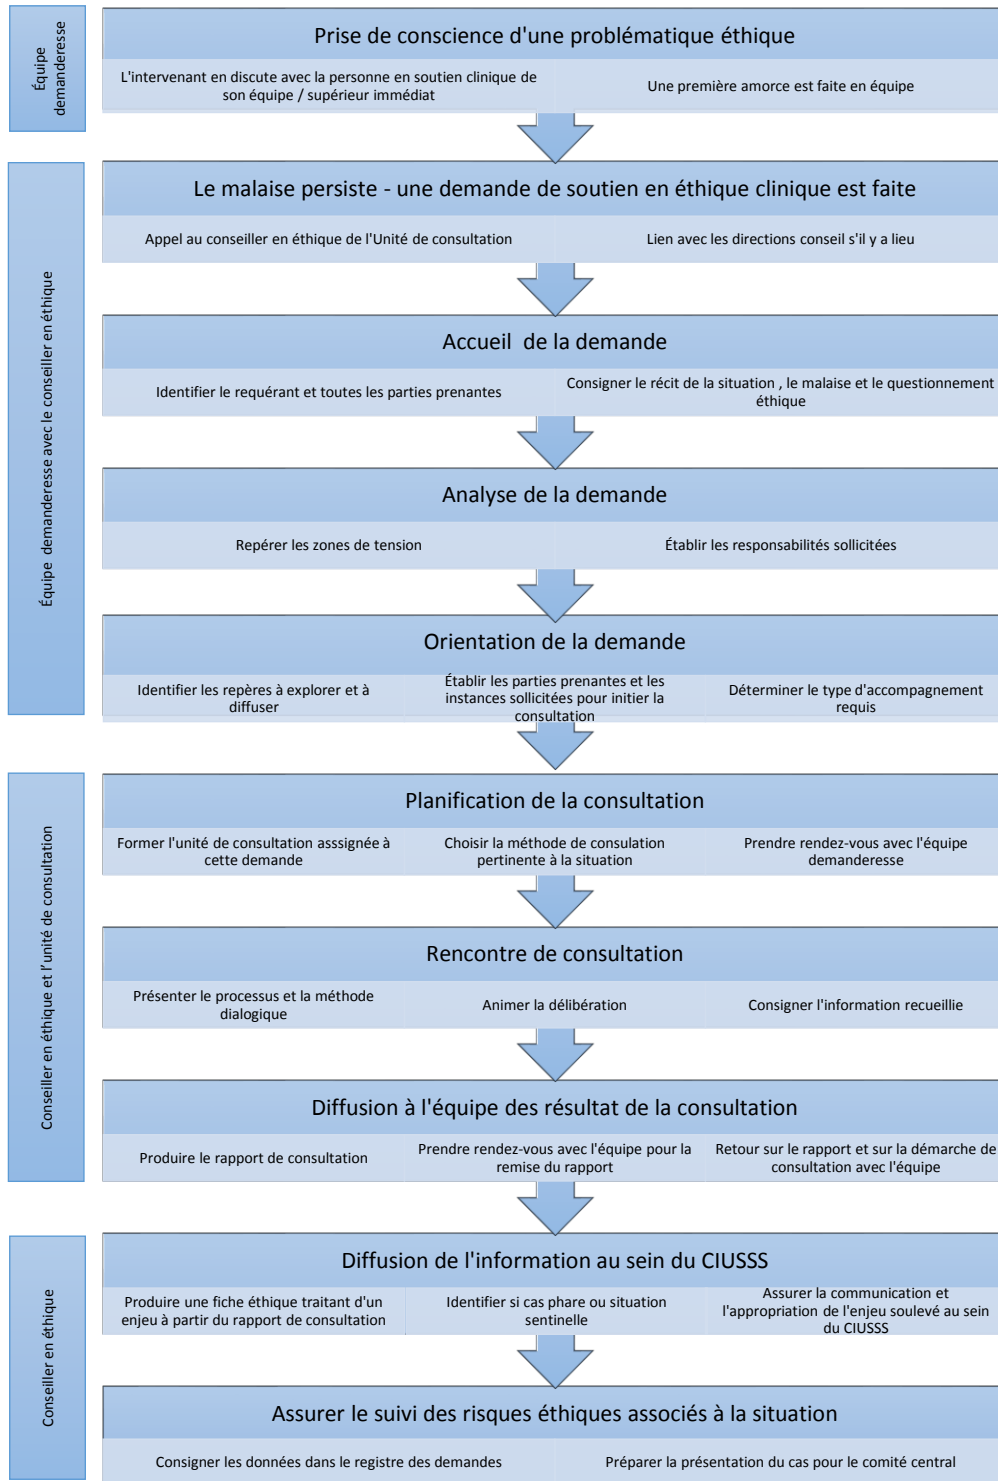 Équipe
demanderesse
Prise de conscience d'une problématique éthique
L'intervenant en discute avec la personne en soutien clinique de
son équipe / supérieur immédiat
Une première amorce est faite en équipe
Équipe demanderesse avec le conseiller en éthique
Le malaise persiste - une demande de soutien en éthique clinique est faite
Appel au conseiller en éthique de l'Unité de consultation
Lien avec les directions conseil s'il y a lieu
Accueil de la demande
Identifier le requérant et toutes les parties prenantes
Consigner le récit de la situation , le malaise et le questionnement
éthique
Analyse de la demande
Repérer les zones de tension
Établir les responsabilités sollicitées
Orientation de la demande
Identifier les repères à explorer et à
diffuser
Établir les parties prenantes et les
instances sollicitées pour initier la
consultation
Déterminer le type d'accompagnement
requis
Conseiller en éthique et l'unité de consultation
Planification de la consultation
Former l'unité de consultation asssignée à
cette demande
Choisir la méthode de consulation
pertinente à la situation
Prendre rendez-vous avec l'équipe
demanderesse
Rencontre de consultation
Présenter le processus et la méthode
dialogique
Animer la délibération
Consigner l'information recueillie
Diffusion à l'équipe des résultat de la consultation
Produire le rapport de consultation
Prendre rendez-vous avec l'équipe pour la
remise du rapport
Retour sur le rapport et sur la démarche de
consultation avec l'équipe
Conseiller en éthique
Diffusion de l'information au sein du CIUSSS
Produire une fiche éthique traitant d'un
enjeu à partir du rapport de consultation
Identifier si cas phare ou situation
sentinelle
Assurer la communication et
l'appropriation de l'enjeu soulevé au sein
du CIUSSS
Assurer le suivi des risques éthiques associés à la situation
Consigner les données dans le registre des demandes
Préparer la présentation du cas pour le comité central